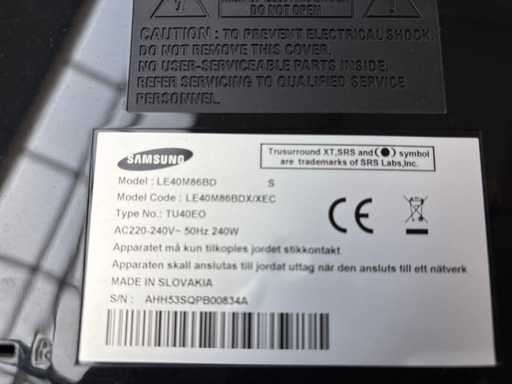 DO NOT OPEN
CAUTION : TO PREVENT ELECTRICAL SHOCK,
DO NOT REMOVE THIS COVER.
NO USER-SERVICEABLE PARTS INSIDE.
REFER SERVICING TO QUALIFIED SERVICE
PERSONNEL.
SAMSUNG
Trusurround XT,SRS and (●) symbol
are trademarks of SRS Labs,Inc.
Model : LE40M86BD S
Model Code : LE40M86BDX/XEC
Type No.: TU40EO
AC220-240V~ 50Hz 240W
CE
Apparatet må kun tilkoples jordet stikkontakt
Apparaten skall anslutas till jordat uttag när den ansluts till ett nätverk
MADE IN SLOVAKIA
S/N : AHH53SQPB00834A